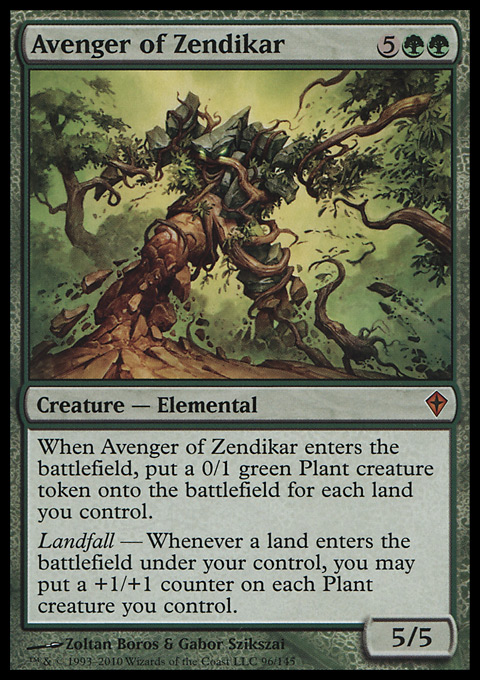 Avenger of Zendikar 5
Creature — Elemental
When Avenger of Zendikar enters the
battlefield, put a 0/1 green Plant creature
token onto the battlefield for each land
you control.
Landfall — Whenever a land enters the
battlefield under your control, you may
put a +1/+1 counter on each Plant
creature you control.
Zoltan Boros & Gabor Szikszai
5/5
™ & © 1993–2010 Wizards of the Coast LLC 96/145